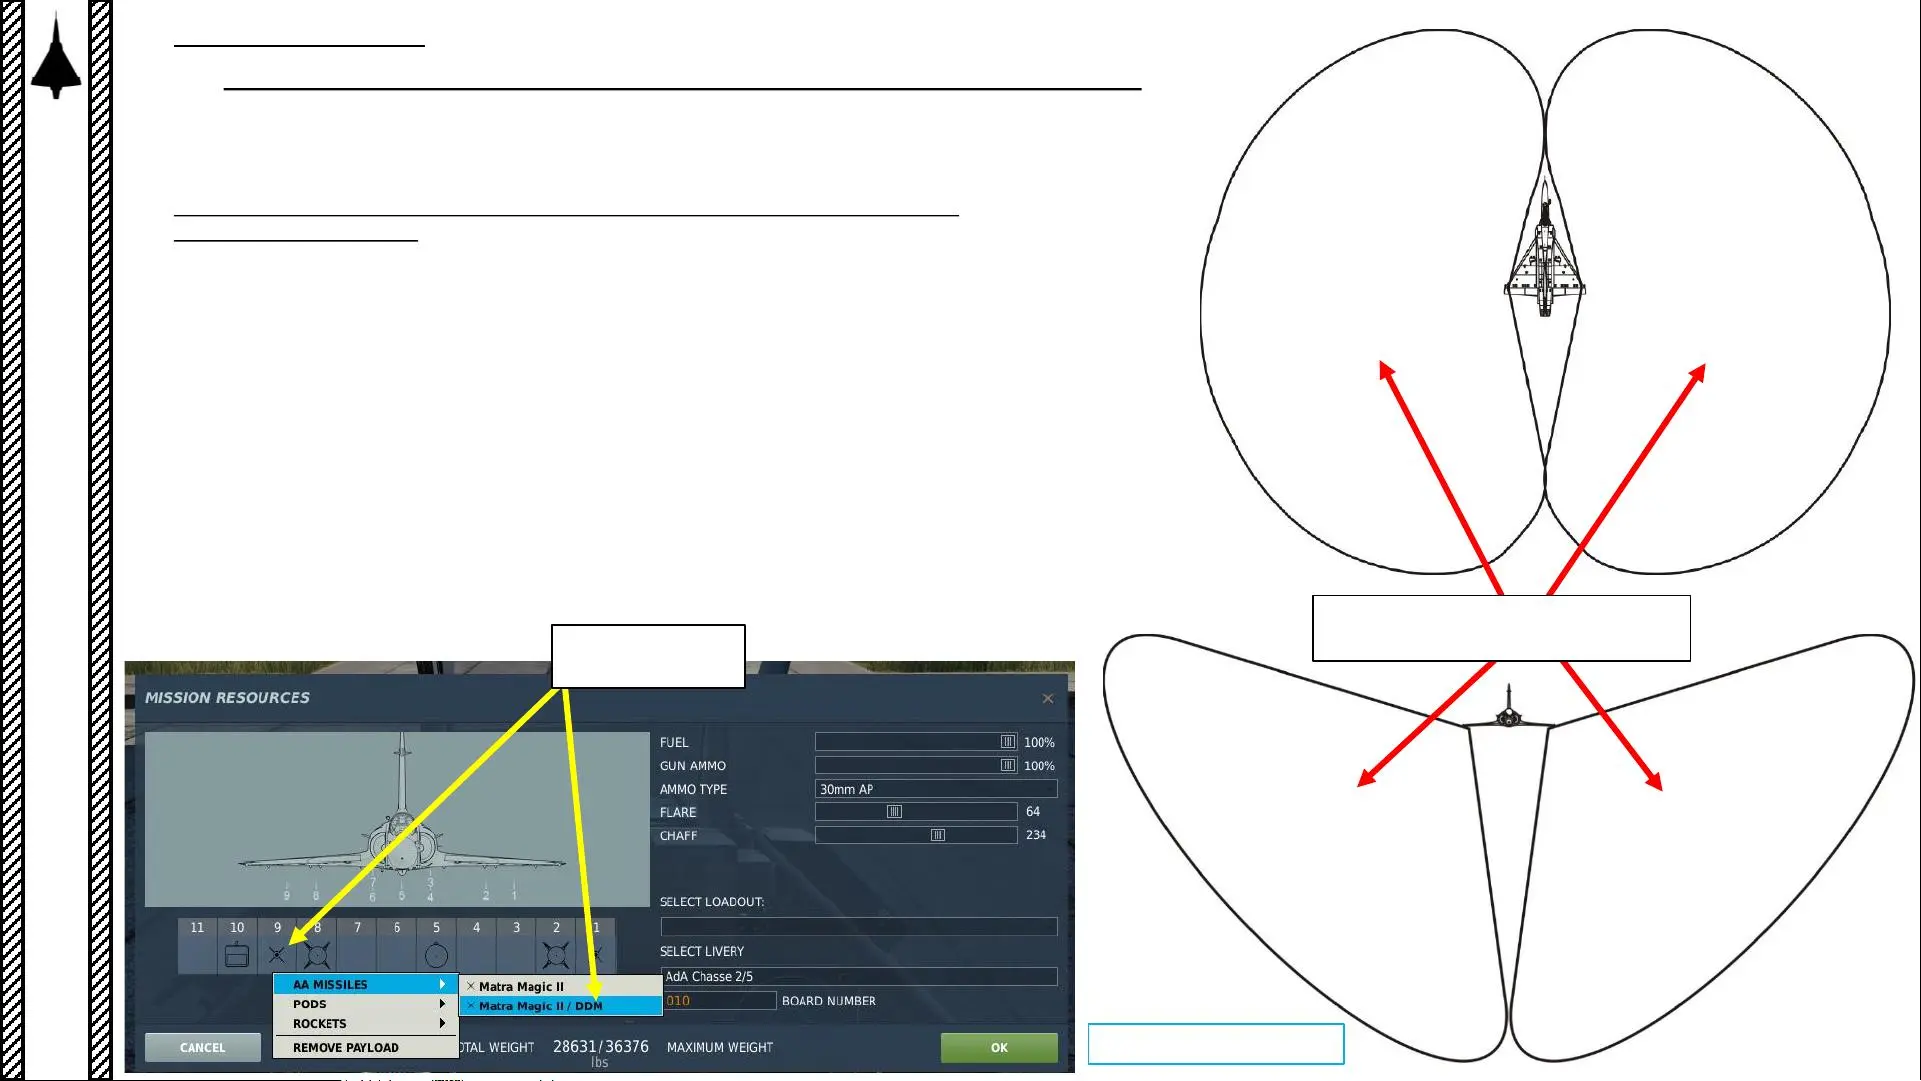 MISSION RESOURCES
FUEL 100%
GUN AMMO 100%
AMMO TYPE 30mm AP
FLARE 64
CHAFF 234
9 8 7 6 5 3 4 2 1
SELECT LOADOUT:
11 10 9 8 7 6 5 4 3 2 1
SELECT LIVERY
AdA Chasse 2/5
AA MISSILES
PODS
ROCKETS
REMOVE PAYLOAD
Matra Magic II
Matra Magic II / DDM
010 BOARD NUMBER
CANCEL
OTAL WEIGHT 28631/36376 MAXIMUM WEIGHT
lbs
OK